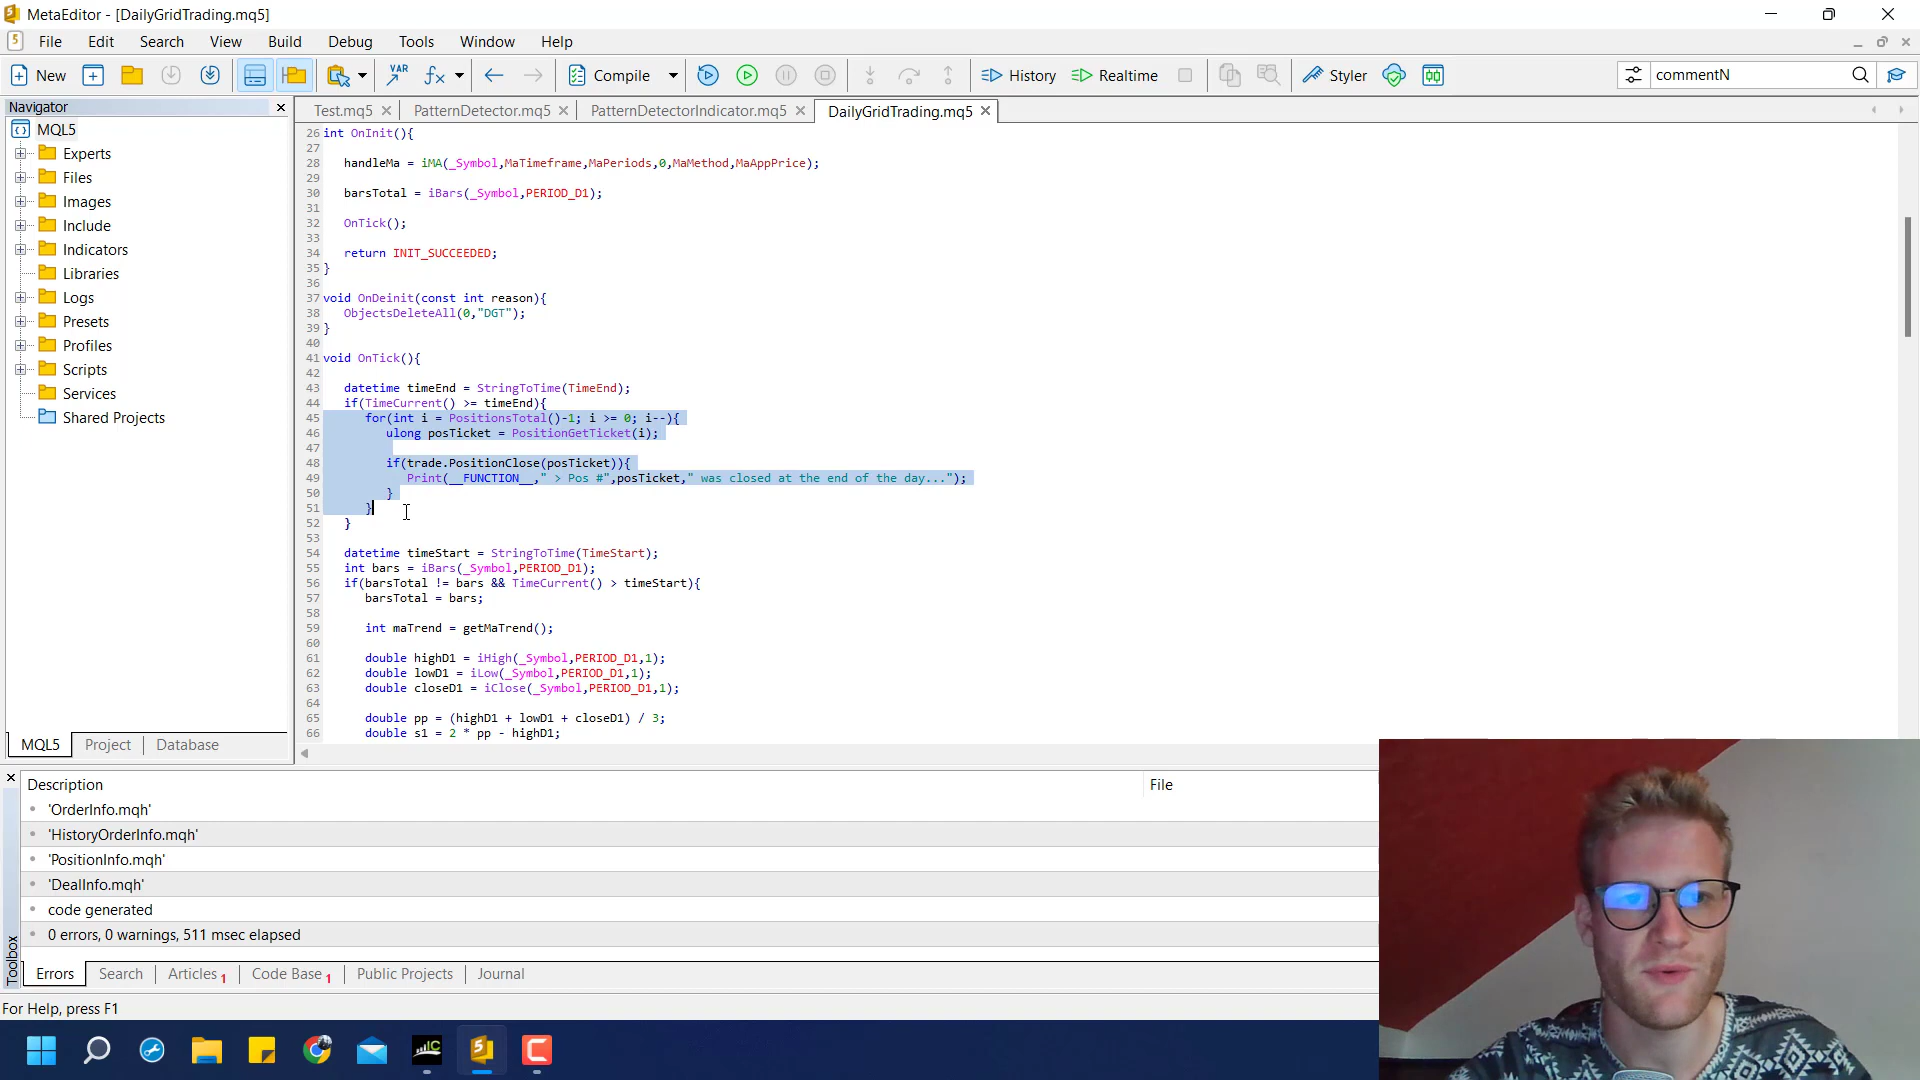 MetaEditor - [DailyGridTrading.mq5]
File Edit Search View Build Debug Tools Window Help
New VAR Compile History Realtime Styler commentN
Navigator
MQL5
Experts
Files
Images
Include
Indicators
Libraries
Logs
Presets
Profiles
Scripts
Services
Shared Projects
MQL5 Project Database
Test.mq5 PatternDetector.mq5 PatternDetectorIndicator.mq5 DailyGridTrading.mq5
26 int OnInit(){
27
28 handleMa = iMA(_Symbol,MaTimeframe,MaPeriods,0,MaMethod,MaAppPrice);
29
30 barsTotal = iBars(_Symbol,PERIOD_D1);
31
32 OnTick();
33
34 return INIT_SUCCEEDED;
35 }
36
37 void OnDeinit(const int reason){
38 ObjectsDeleteAll(0,"DGT");
39 }
40
41 void OnTick(){
42
43 datetime timeEnd = StringToTime(TimeEnd);
44 if(TimeCurrent() >= timeEnd){
45 for(int i = PositionsTotal()-1; i >= 0; i--){
46 ulong posTicket = PositionGetTicket(i);
47
48 if(trade.PositionClose(posTicket)){
49 Print(__FUNCTION__," > Pos #",posTicket," was closed at the end of the day...");
50 }
51 }
52 }
53
54 datetime timeStart = StringToTime(TimeStart);
55 int bars = iBars(_Symbol,PERIOD_D1);
56 if(barsTotal != bars && TimeCurrent() > timeStart){
57 barsTotal = bars;
58
59 int maTrend = getMaTrend();
60
61 double highD1 = iHigh(_Symbol,PERIOD_D1,1);
62 double lowD1 = iLow(_Symbol,PERIOD_D1,1);
63 double closeD1 = iClose(_Symbol,PERIOD_D1,1);
64
65 double pp = (highD1 + lowD1 + closeD1) / 3;
66 double s1 = 2 * pp - highD1;
Description File
'OrderInfo.mqh'
'HistoryOrderInfo.mqh'
'PositionInfo.mqh'
'DealInfo.mqh'
code generated
0 errors, 0 warnings, 511 msec elapsed
Toolbox
Errors Search Articles 1 Code Base 1 Public Projects Journal
For Help, press F1